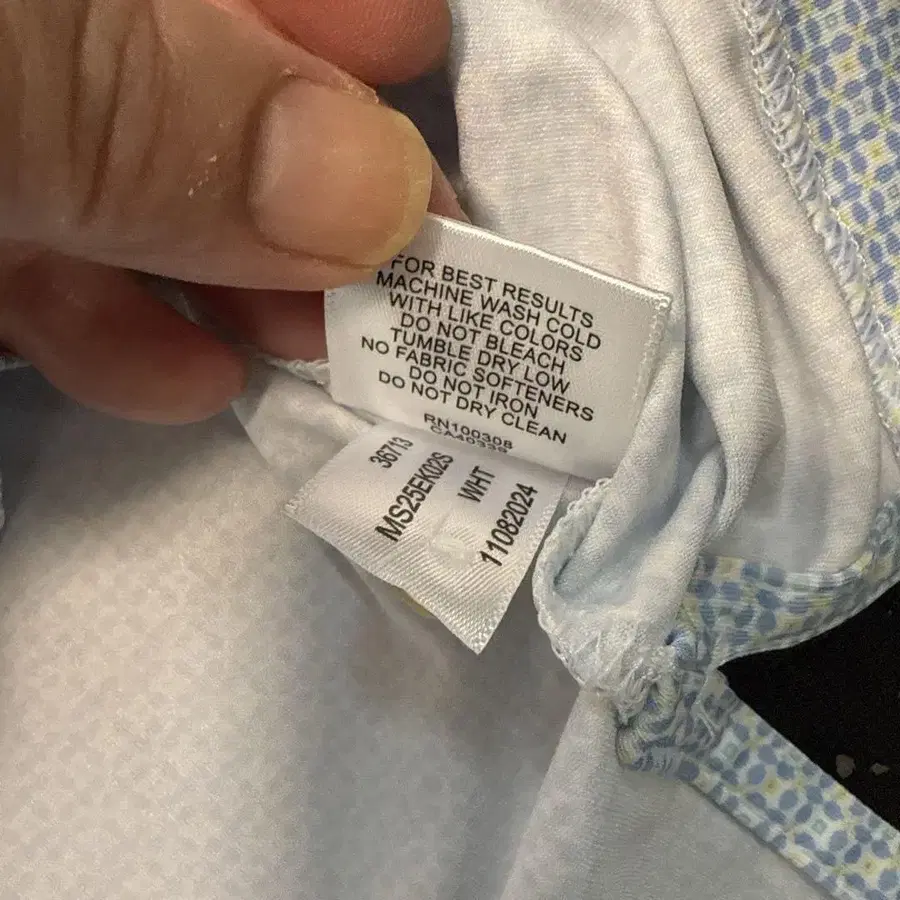 FOR BEST RESULTS
MACHINE WASH COLD
WITH LIKE COLORS
DO NOT BLEACH
TUMBLE DRY LOW
NO FABRIC SOFTENERS
DO NOT IRON
DO NOT DRY CLEAN
RN100308
CA40339
36713
MS25EK02S
WHT
11082024